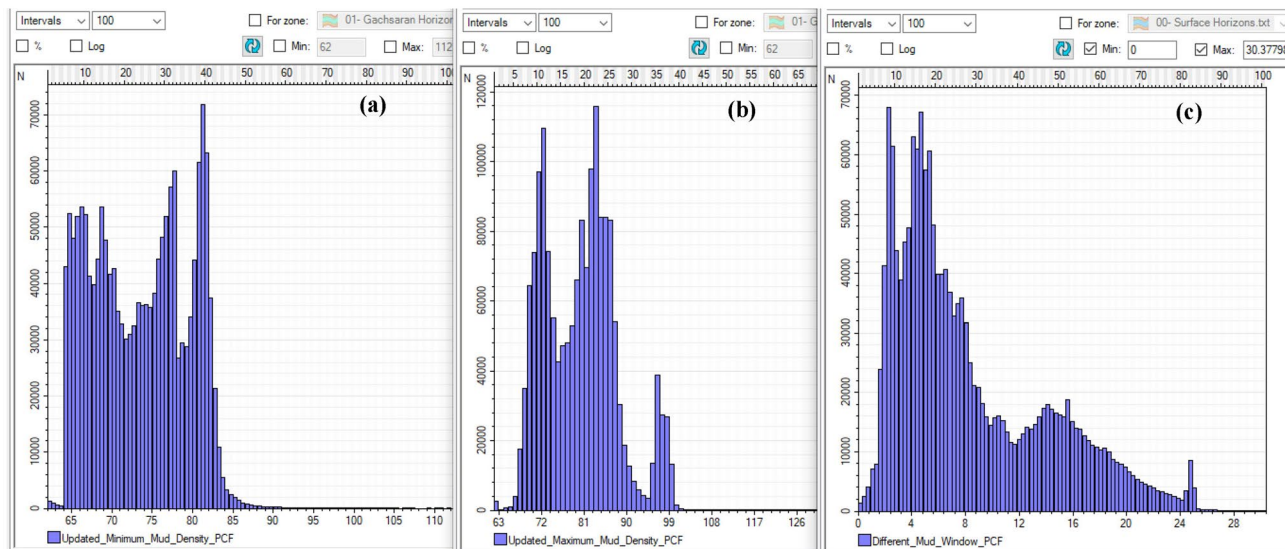 Intervals 100 For zone: 01- Gachsaran Horizon
% Log Min: 62 Max: 112
N 10 20 30 40 50 60 70 80 90 100
(a)
70000
60000
50000
40000
30000
20000
10000
0
65 70 75 80 85 90 95 100 105 110
Updated_Minimum_Mud_Density_PCF
Intervals 100 For zone: 01- G
% Log Min: 62
N 5 10 15 20 25 30 35 40 45 50 55 60 65
(b)
120000
100000
80000
60000
40000
20000
0
63 72 81 90 99 108 117 126
Updated_Maximum_Mud_Density_PCF
Intervals 100 For zone: 00- Surface Horizons.txt
% Log Min: 0 Max: 30.3779
N 10 20 30 40 50 60 70 80 90 100
(c)
70000
60000
50000
40000
30000
20000
10000
0
0 4 8 12 16 20 24 28
Different_Mud_Window_PCF